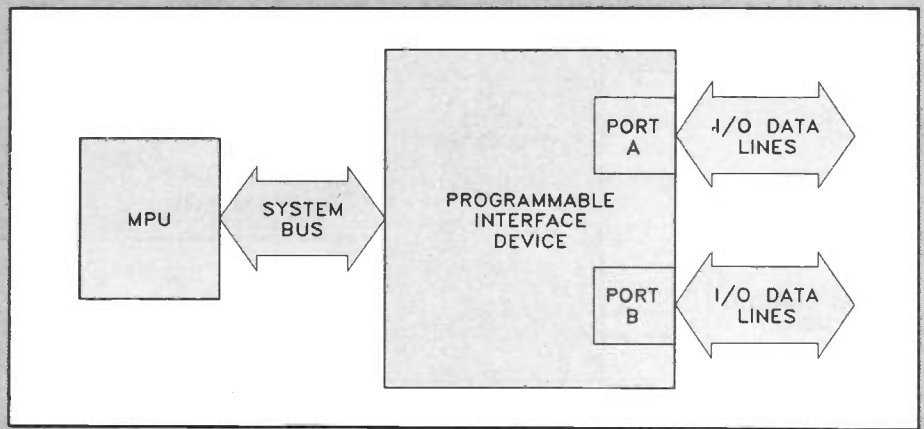 MPU
SYSTEM
BUS
PROGRAMMABLE
INTERFACE
DEVICE
PORT
A
I/O DATA
LINES
PORT
B
I/O DATA
LINES